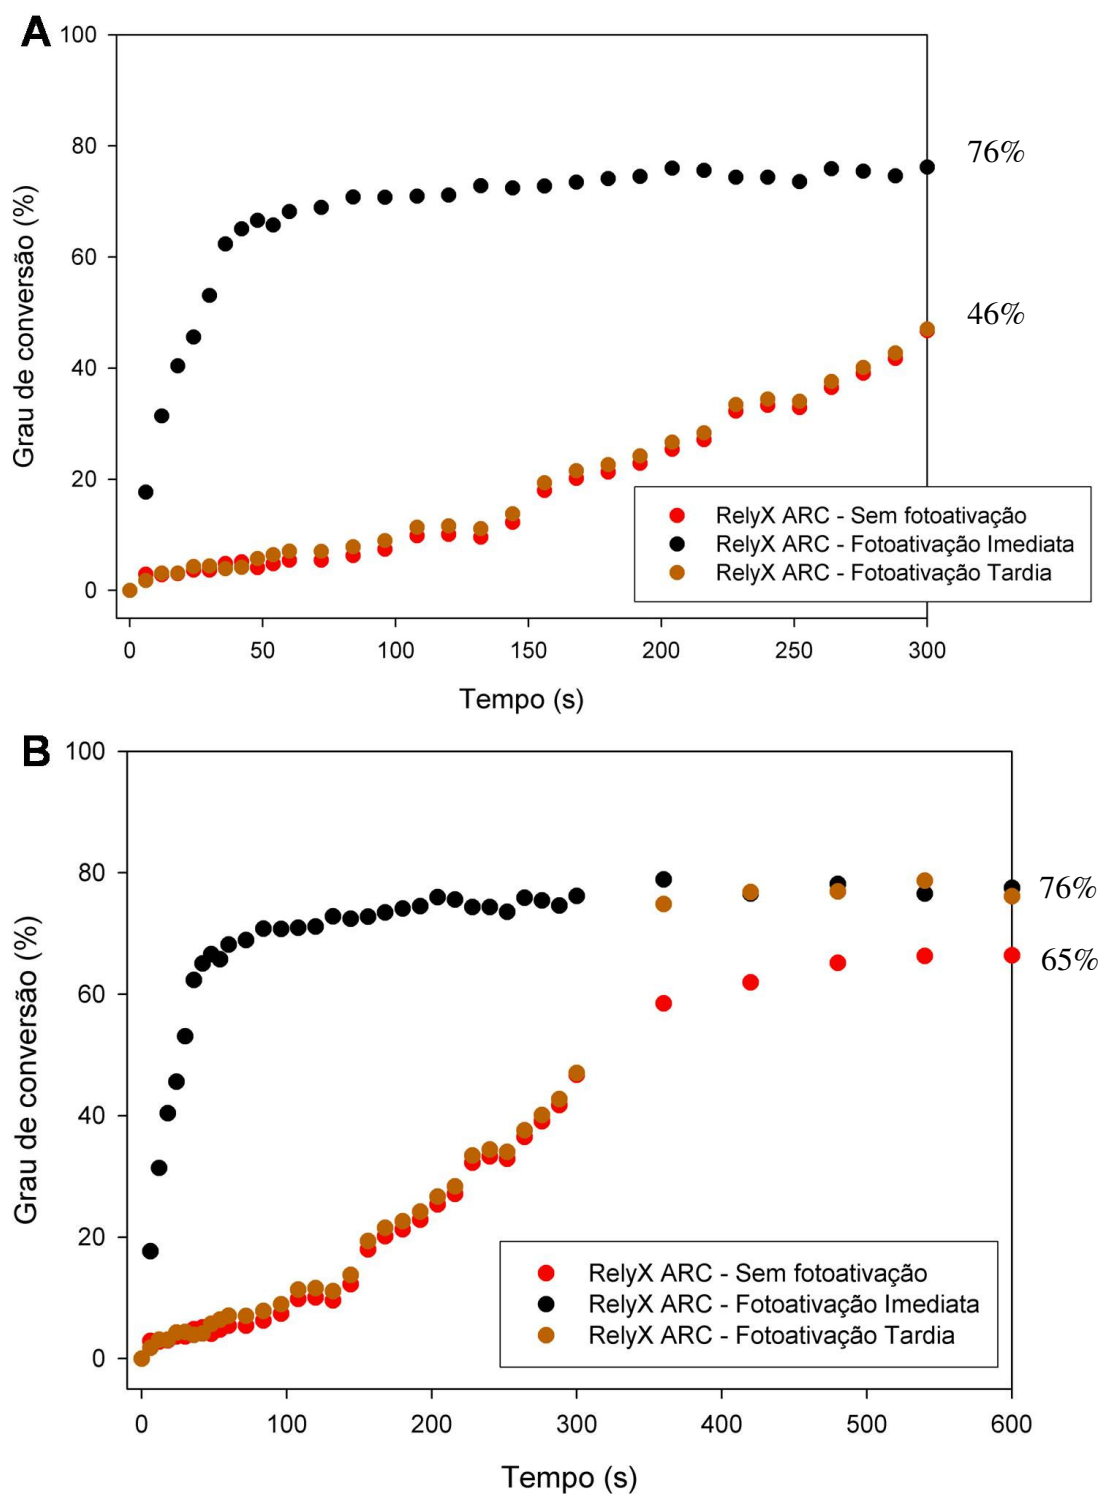 A
100
80
60
40
20
0
Grau de conversão (%)
76%
46%
RelyX ARC - Sem fotoativação
RelyX ARC - Fotoativação Imediata
RelyX ARC - Fotoativação Tardia
0 50 100 150 200 250 300
Tempo (s)
B
100
80
60
40
20
0
Grau de conversão (%)
76%
65%
RelyX ARC - Sem fotoativação
RelyX ARC - Fotoativação Imediata
RelyX ARC - Fotoativação Tardia
0 100 200 300 400 500 600
Tempo (s)